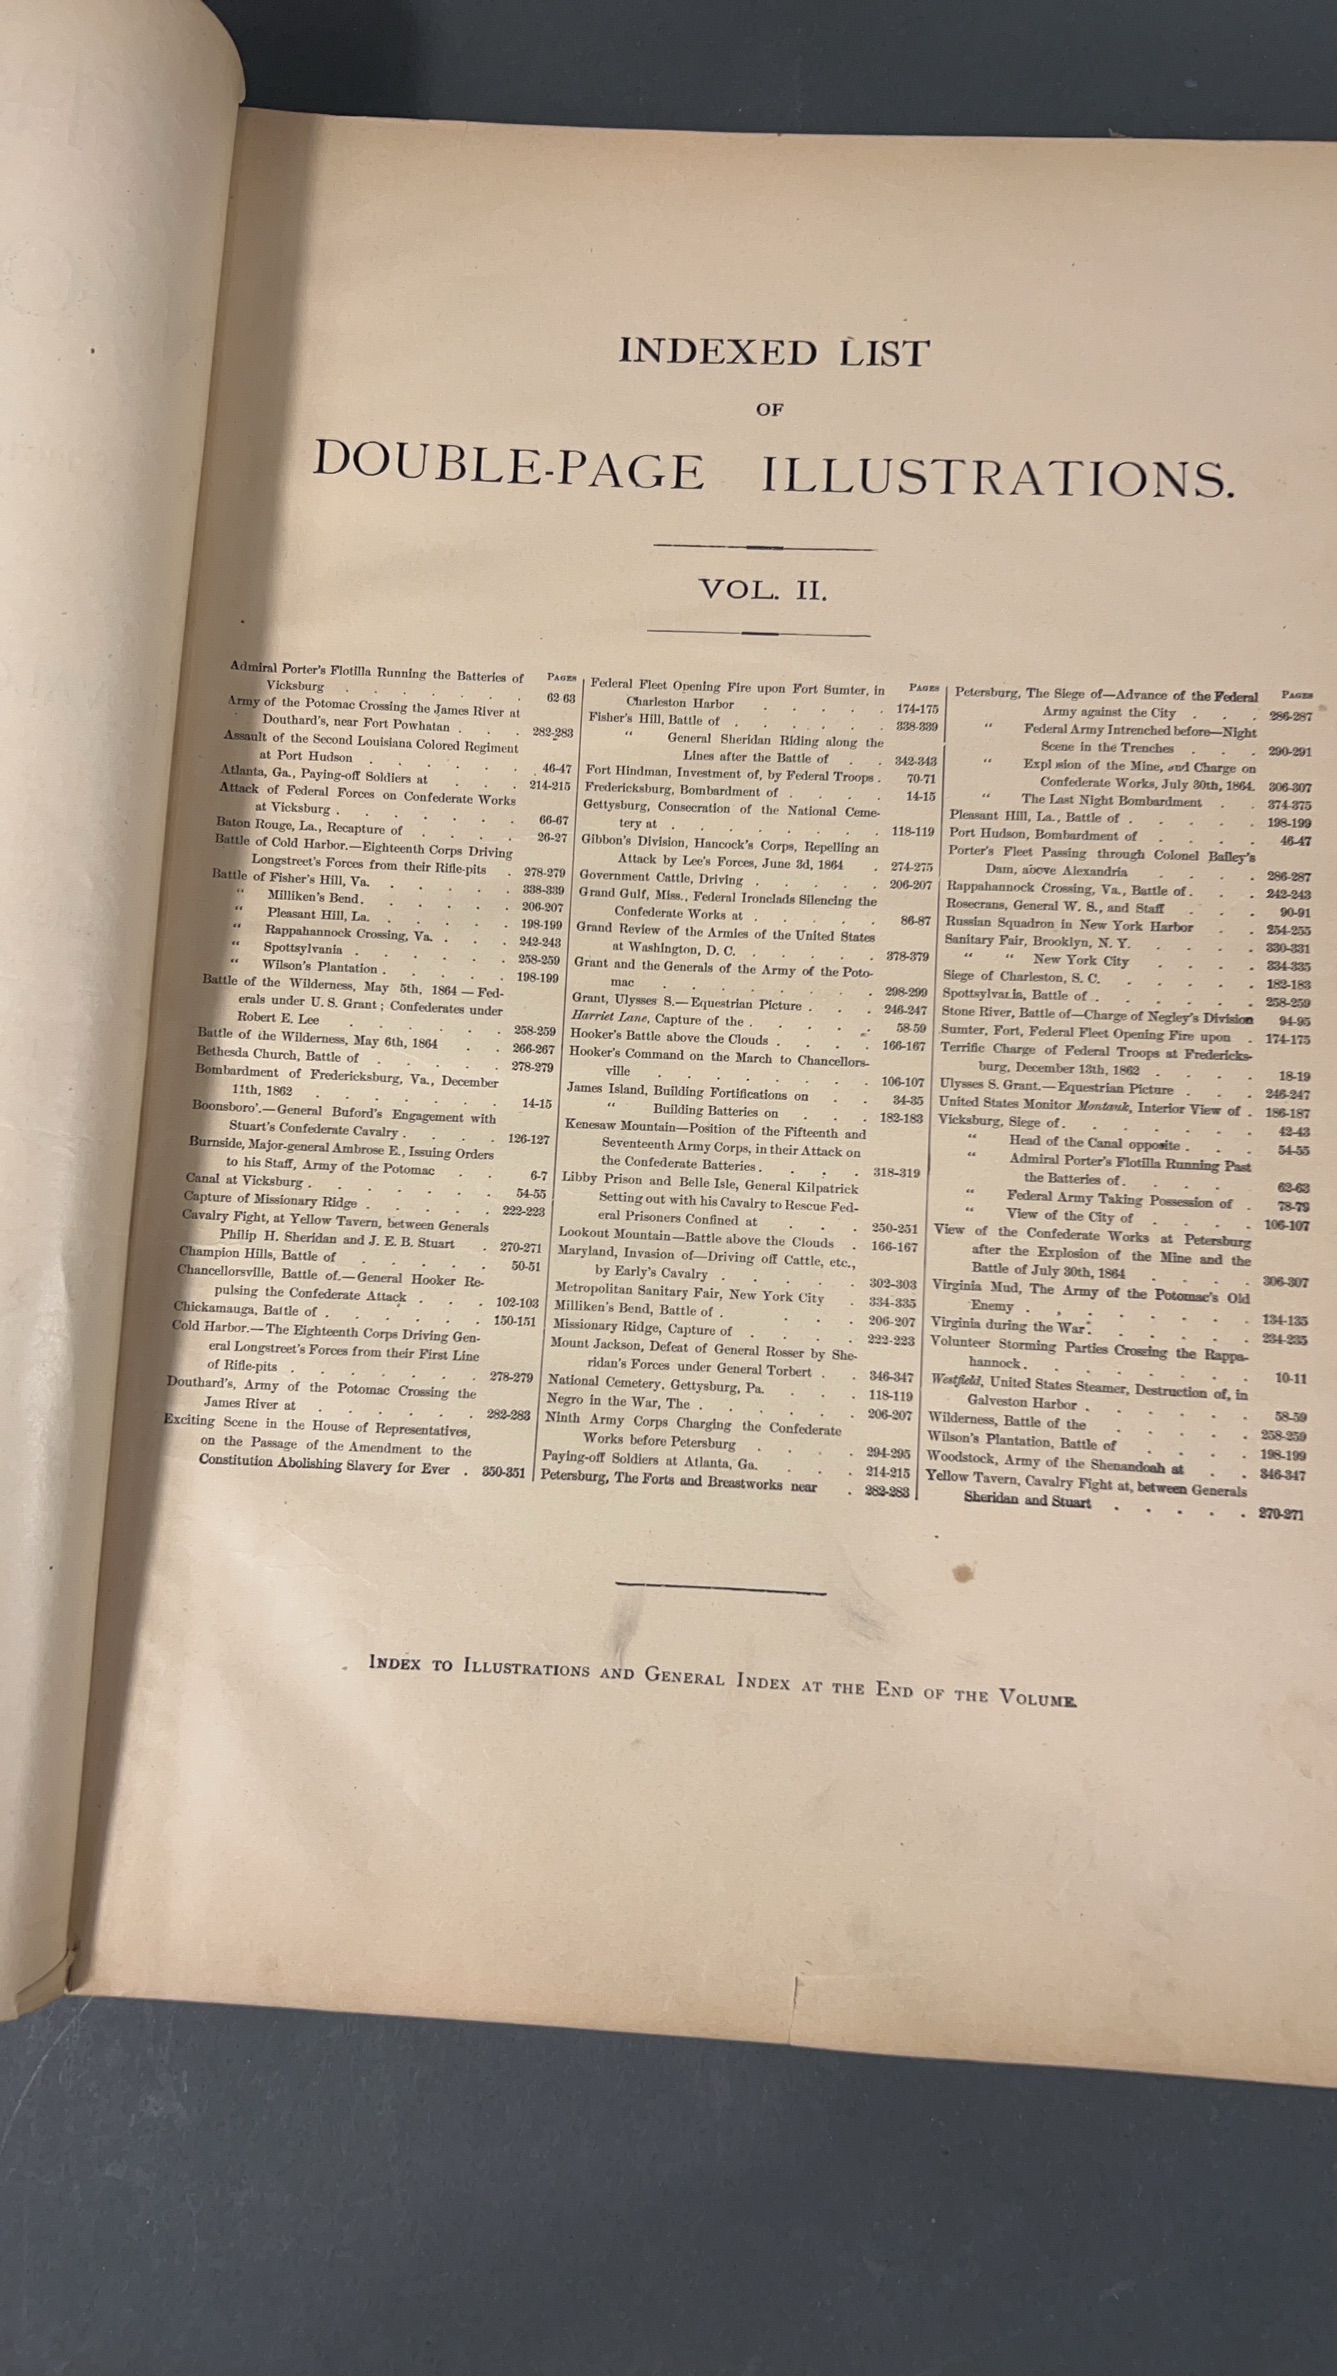 INDEXED LIST
OF
DOUBLE-PAGE ILLUSTRATIONS.
VOL. II.
PAGES
Admiral Porter's Flotilla Running the Batteries of
Vicksburg . . . . . . . 62-63
Army of the Potomac Crossing the James River at
Douthard's, near Fort Powhatan . . . 282-283
Assault of the Second Louisiana Colored Regiment
at Port Hudson . . . . . . 46-47
Atlanta, Ga., Paying-off Soldiers at . . . 214-215
Attack of Federal Forces on Confederate Works
at Vicksburg . . . . . . . 66-67
Baton Rouge, La., Recapture of . . . . 26-27
Battle of Cold Harbor.—Eighteenth Corps Driving
Longstreet's Forces from their Rifle-pits . 278-279
Battle of Fisher's Hill, Va. . . . . . 338-339
“ Milliken's Bend. . . . . . 206-207
“ Pleasant Hill, La. . . . . . 198-199
“ Rappahannock Crossing, Va. . . . . 242-243
“ Spottsylvania . . . . . . 258-259
“ Wilson's Plantation . . . . . 198-199
Battle of the Wilderness, May 5th, 1864 — Fed-
erals under U. S. Grant ; Confederates under
Robert E. Lee . . . . . . 258-259
Battle of the Wilderness, May 6th, 1864 . . 266-267
Bethesda Church, Battle of . . . . . 278-279
Bombardment of Fredericksburg, Va., December
11th, 1862 . . . . . . . 14-15
Boonsboro'.—General Buford's Engagement with
Stuart's Confederate Cavalry . . . . 126-127
Burnside, Major-general Ambrose E., Issuing Orders
to his Staff, Army of the Potomac . . 6-7
Canal at Vicksburg . . . . . . . 54-55
Capture of Missionary Ridge . . . . . 222-223
Cavalry Fight, at Yellow Tavern, between Generals
Philip H. Sheridan and J. E. B. Stuart . 270-271
Champion Hills, Battle of . . . . . 50-51
Chancellorsville, Battle of.—General Hooker Re-
pulsing the Confederate Attack . . . 102-103
Chickamauga, Battle of . . . . . . 150-151
Cold Harbor.—The Eighteenth Corps Driving Gen-
eral Longstreet's Forces from their First Line
of Rifle-pits . . . . . . . 278-279
Douthard's, Army of the Potomac Crossing the
James River at . . . . . . 282-283
Exciting Scene in the House of Representatives,
on the Passage of the Amendment to the
Constitution Abolishing Slavery for Ever . 350-351
PAGES
Federal Fleet Opening Fire upon Fort Sumter, in
Charleston Harbor . . . . . 174-175
Fisher's Hill, Battle of . . . . . . 338-339
“ General Sheridan Riding along the
Lines after the Battle of . . 342-343
Fort Hindman, Investment of, by Federal Troops . 70-71
Fredericksburg, Bombardment of . . . . 14-15
Gettysburg, Consecration of the National Ceme-
tery at . . . . . . . . 118-119
Gibbon's Division, Hancock's Corps, Repelling an
Attack by Lee's Forces, June 3d, 1864 . 274-275
Government Cattle, Driving . . . . . 206-207
Grand Gulf, Miss., Federal Ironclads Silencing the
Confederate Works at . . . . . 86-87
Grand Review of the Armies of the United States
at Washington, D. C. . . . . . 378-379
Grant and the Generals of the Army of the Poto-
mac . . . . . . . . 298-299
Grant, Ulysses S.—Equestrian Picture . . . 246-247
Harriet Lane, Capture of the . . . . . 58-59
Hooker's Battle above the Clouds . . . . 166-167
Hooker's Command on the March to Chancellors-
ville . . . . . . . . 106-107
James Island, Building Fortifications on . . 34-35
“ Building Batteries on . . . 182-183
Kenesaw Mountain—Position of the Fifteenth and
Seventeenth Army Corps, in their Attack on
the Confederate Batteries . . . . 318-319
Libby Prison and Belle Isle, General Kilpatrick
Setting out with his Cavalry to Rescue Fed-
eral Prisoners Confined at . . . 250-251
Lookout Mountain—Battle above the Clouds . 166-167
Maryland, Invasion of—Driving off Cattle, etc.,
by Early's Cavalry . . . . . 302-303
Metropolitan Sanitary Fair, New York City . 334-335
Milliken's Bend, Battle of . . . . . 206-207
Missionary Ridge, Capture of . . . . 222-223
Mount Jackson, Defeat of General Rosser by She-
ridan's Forces under General Torbert . . 346-347
National Cemetery, Gettysburg, Pa. . . . 118-119
Negro in the War, The . . . . . . 206-207
Ninth Army Corps Charging the Confederate
Works before Petersburg . . . . 294-295
Paying-off Soldiers at Atlanta, Ga. . . . 214-215
Petersburg, The Forts and Breastworks near . 282-283
PAGES
Petersburg, The Siege of—Advance of the Federal
Army against the City . . . 286-287
“ Federal Army Intrenched before—Night
Scene in the Trenches . . . 290-291
“ Explosion of the Mine, and Charge on
Confederate Works, July 30th, 1864. 306-307
“ The Last Night Bombardment . . 374-375
Pleasant Hill, La., Battle of . . . . . 198-199
Port Hudson, Bombardment of . . . . 46-47
Porter's Fleet Passing through Colonel Bailey's
Dam, above Alexandria . . . . 286-287
Rappahannock Crossing, Va., Battle of . . . 242-243
Rosecrans, General W. S., and Staff . . . 90-91
Russian Squadron in New York Harbor . . 254-255
Sanitary Fair, Brooklyn, N. Y. . . . . 330-331
“ “ New York City . . . . 334-335
Siege of Charleston, S. C. . . . . . 182-183
Spottsylvania, Battle of . . . . . . 258-259
Stone River, Battle of—Charge of Negley's Division 94-95
Sumter, Fort, Federal Fleet Opening Fire upon . 174-175
Terrific Charge of Federal Troops at Fredericks-
burg, December 13th, 1862 . . . . 18-19
Ulysses S. Grant.—Equestrian Picture . . . 246-247
United States Monitor Montauk, Interior View of . 186-187
Vicksburg, Siege of . . . . . . . 42-43
“ Head of the Canal opposite . . . 54-55
“ Admiral Porter's Flotilla Running Past
the Batteries of . . . . . 62-63
“ Federal Army Taking Possession of . 78-79
“ View of the City of . . . . 106-107
View of the Confederate Works at Petersburg
after the Explosion of the Mine and the
Battle of July 30th, 1864 . . . . 306-307
Virginia Mud, The Army of the Potomac's Old
Enemy . . . . . . . . 134-135
Virginia during the War . . . . . . 234-235
Volunteer Storming Parties Crossing the Rappa-
hannock . . . . . . . 10-11
Westfield, United States Steamer, Destruction of, in
Galveston Harbor . . . . . . 58-59
Wilderness, Battle of the . . . . . 258-259
Wilson's Plantation, Battle of . . . . 198-199
Woodstock, Army of the Shenandoah at . . 346-347
Yellow Tavern, Cavalry Fight at, between Generals
Sheridan and Stuart . . . . . 270-271
INDEX TO ILLUSTRATIONS AND GENERAL INDEX AT THE END OF THE VOLUME.